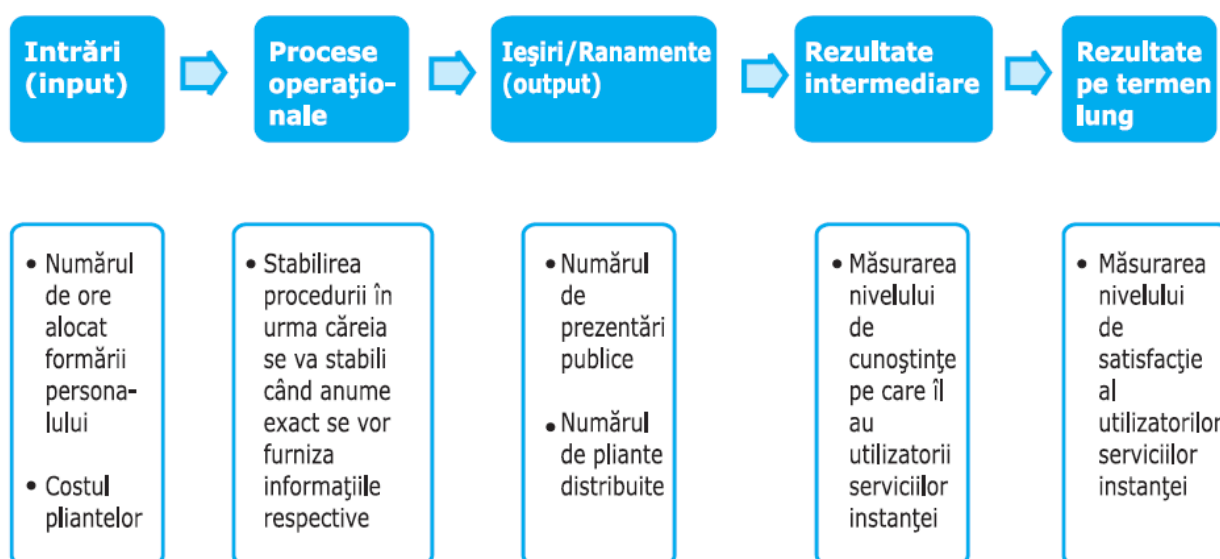 Intrări
(input)
Procese
operaţio-
nale
Ieşiri/Ranamente
(output)
Rezultate
intermediare
Rezultate
pe termen
lung
• Numărul
de ore
alocat
formării
persona-
lului
• Costul
pliantelor
• Stabilirea
procedurii în
urma căreia
se va stabili
când anume
exact se vor
furniza
informaţiile
respective
• Numărul
de
prezentări
publice
• Numărul
de pliante
distribuite
• Măsurarea
nivelului
de
cunoştinţe
pe care îl
au
utilizatorii
serviciilor
instanţei
• Măsurarea
nivelului
de
satisfacţie
al
utilizatorilor
serviciilor
instanţei